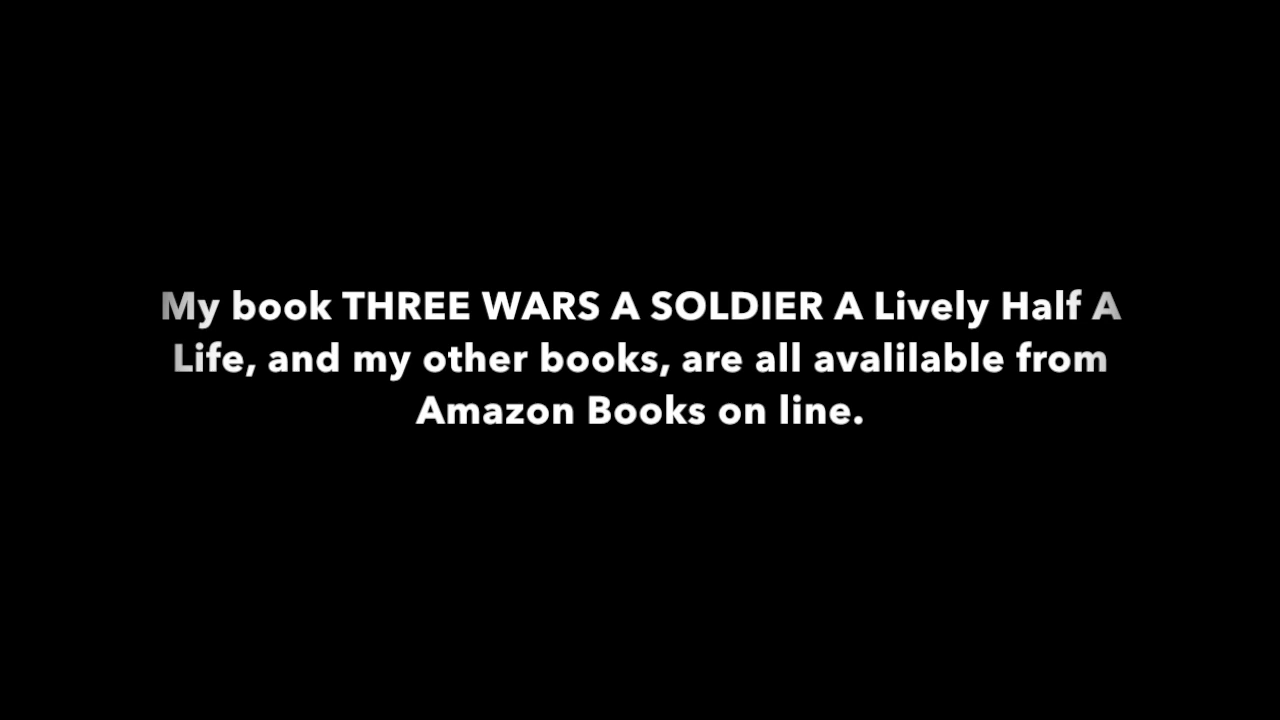 My book THREE WARS A SOLDIER A Lively Half A
Life, and my other books, are all avalilable from
Amazon Books on line.